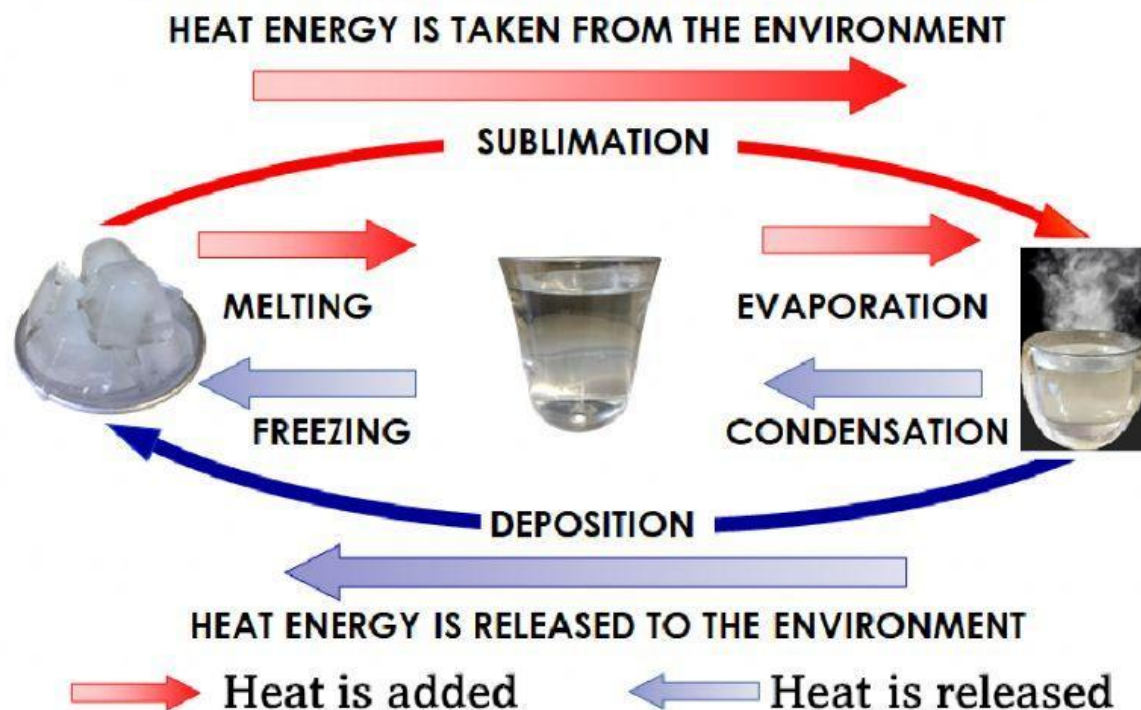 HEAT ENERGY IS TAKEN FROM THE ENVIRONMENT
SUBLIMATION
MELTING
EVAPORATION
FREEZING
CONDENSATION
DEPOSITION
HEAT ENERGY IS RELEASED TO THE ENVIRONMENT
Heat is added
Heat is released